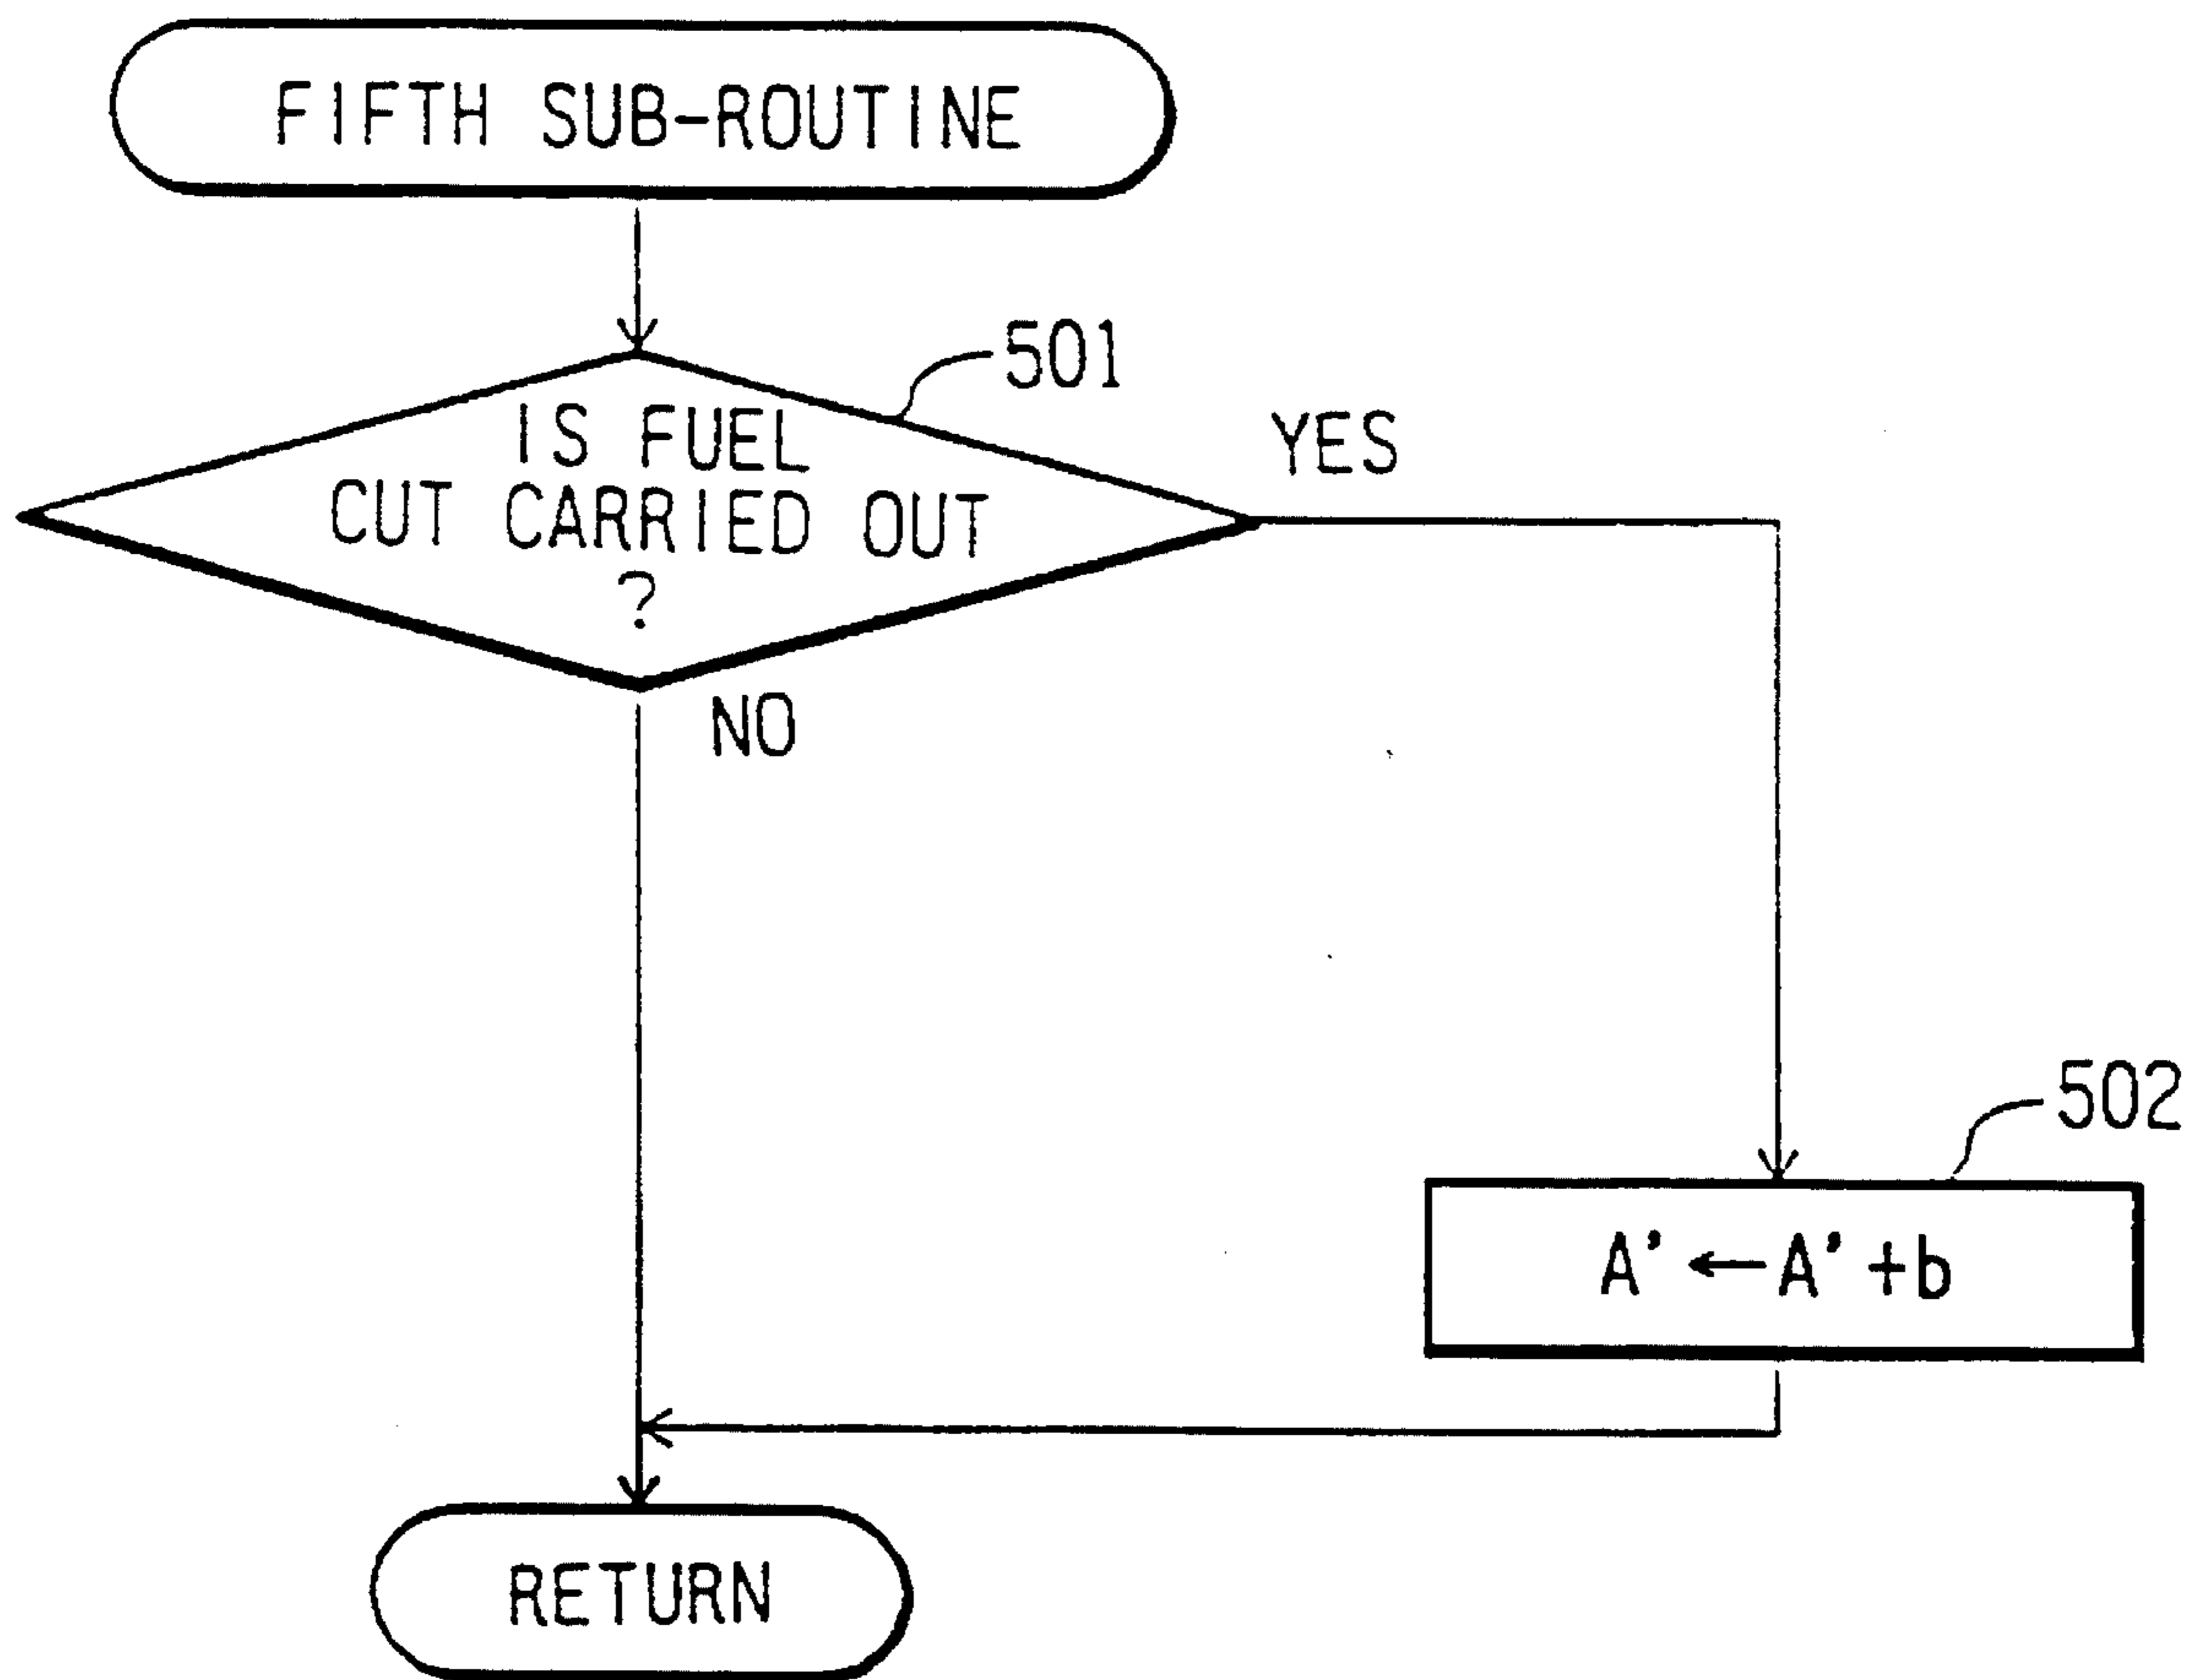 FIFTH SUB-ROUTINE
501
IS FUEL
CUT CARRIED OUT
?
YES
NO
502
A' ← A' + b
RETURN